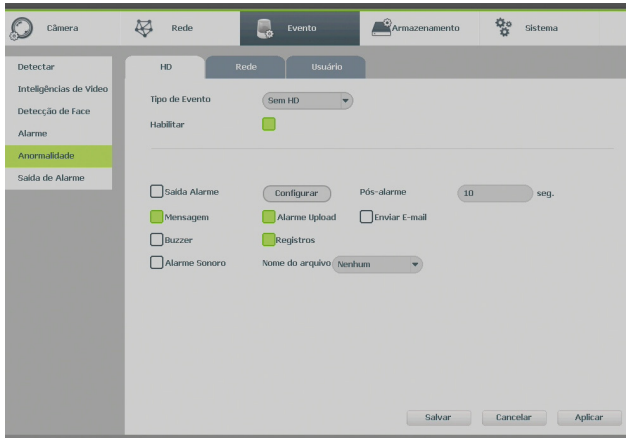 Câmera Rede Evento Armazenamento Sistema
Detectar
Inteligências de Vídeo
Detecção de Face
Alarme
Anormalidade
Saída de Alarme
HD Rede Usuário
Tipo de Evento Sem HD
Habilitar
Saída Alarme Configurar Pós-alarme 10 seg.
Mensagem Alarme Upload Enviar E-mail
Buzzer Registros
Alarme Sonoro Nome do arquivo Nenhum
Salvar Cancelar Aplicar